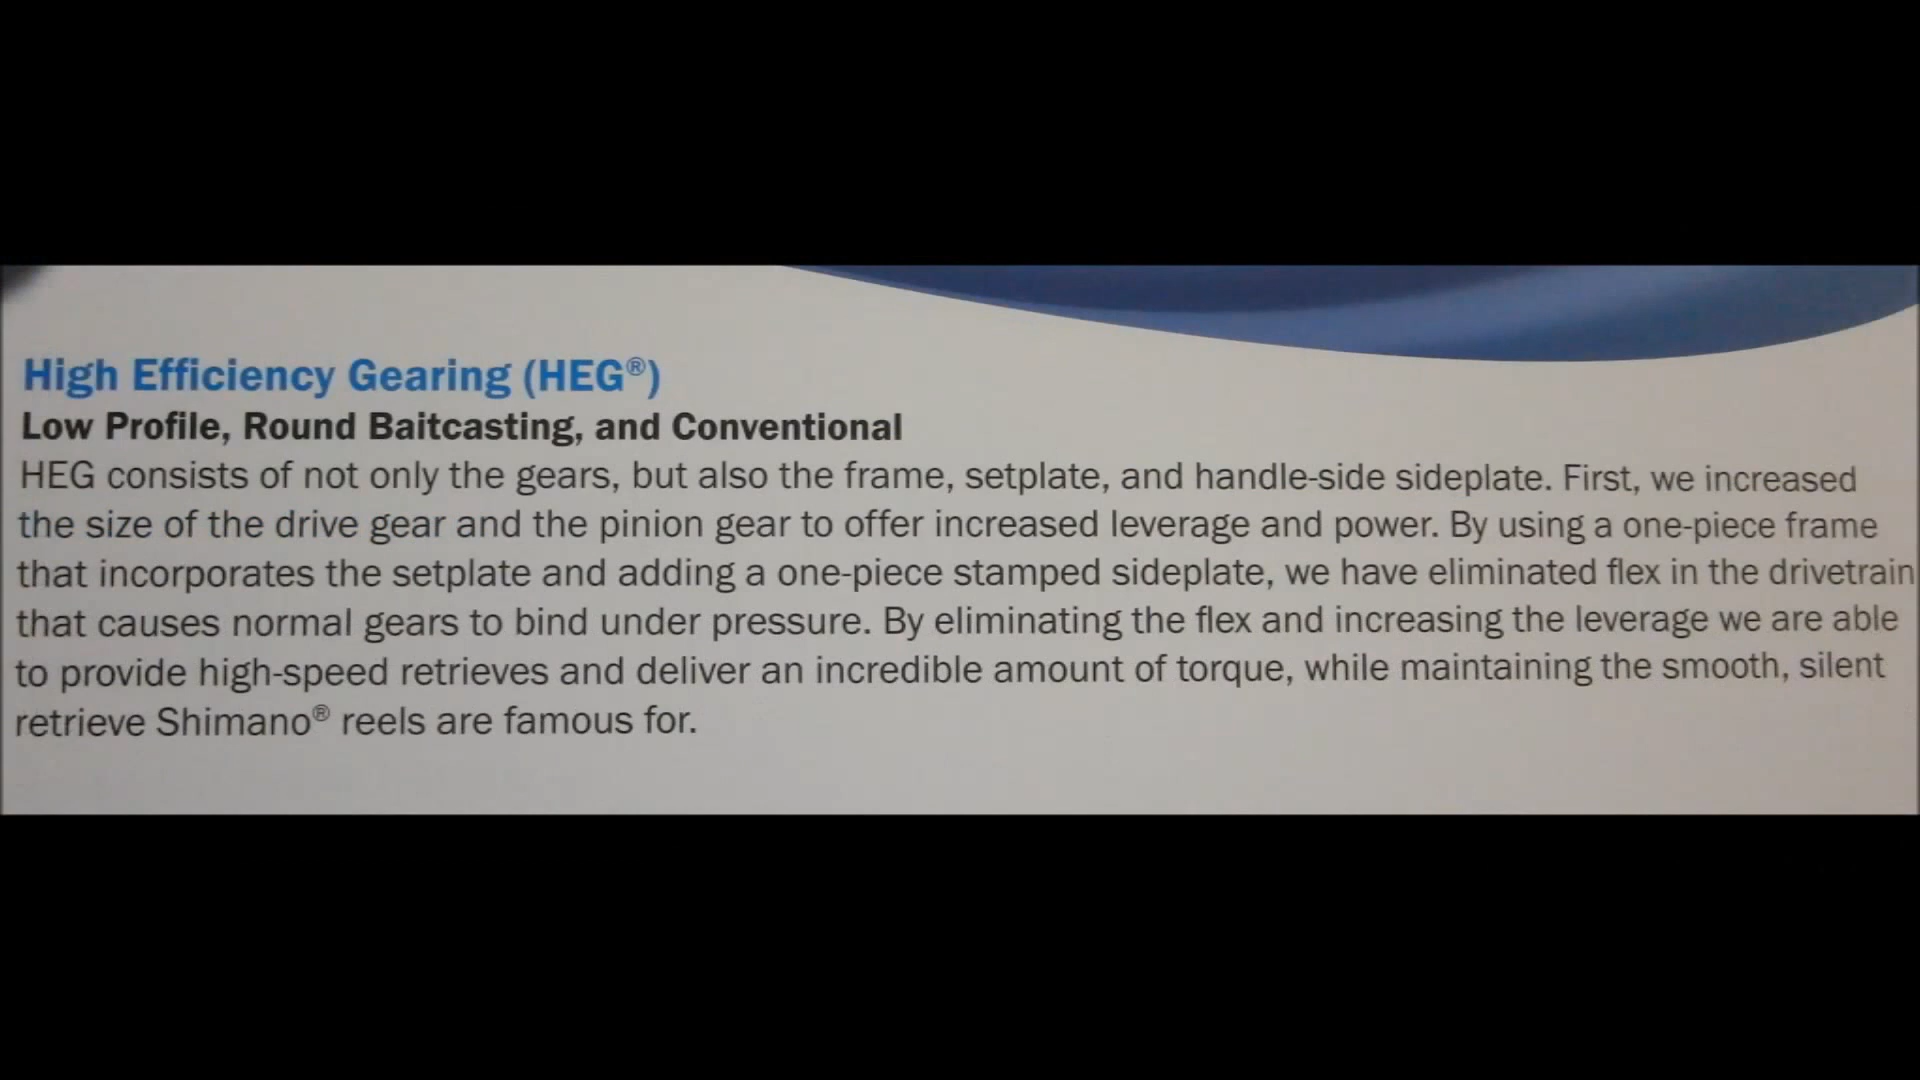 High Efficiency Gearing (HEG®)
Low Profile, Round Baitcasting, and Conventional
HEG consists of not only the gears, but also the frame, setplate, and handle-side sideplate. First, we increased
the size of the drive gear and the pinion gear to offer increased leverage and power. By using a one-piece frame
that incorporates the setplate and adding a one-piece stamped sideplate, we have eliminated flex in the drivetrain
that causes normal gears to bind under pressure. By eliminating the flex and increasing the leverage we are able
to provide high-speed retrieves and deliver an incredible amount of torque, while maintaining the smooth, silent
retrieve Shimano® reels are famous for.